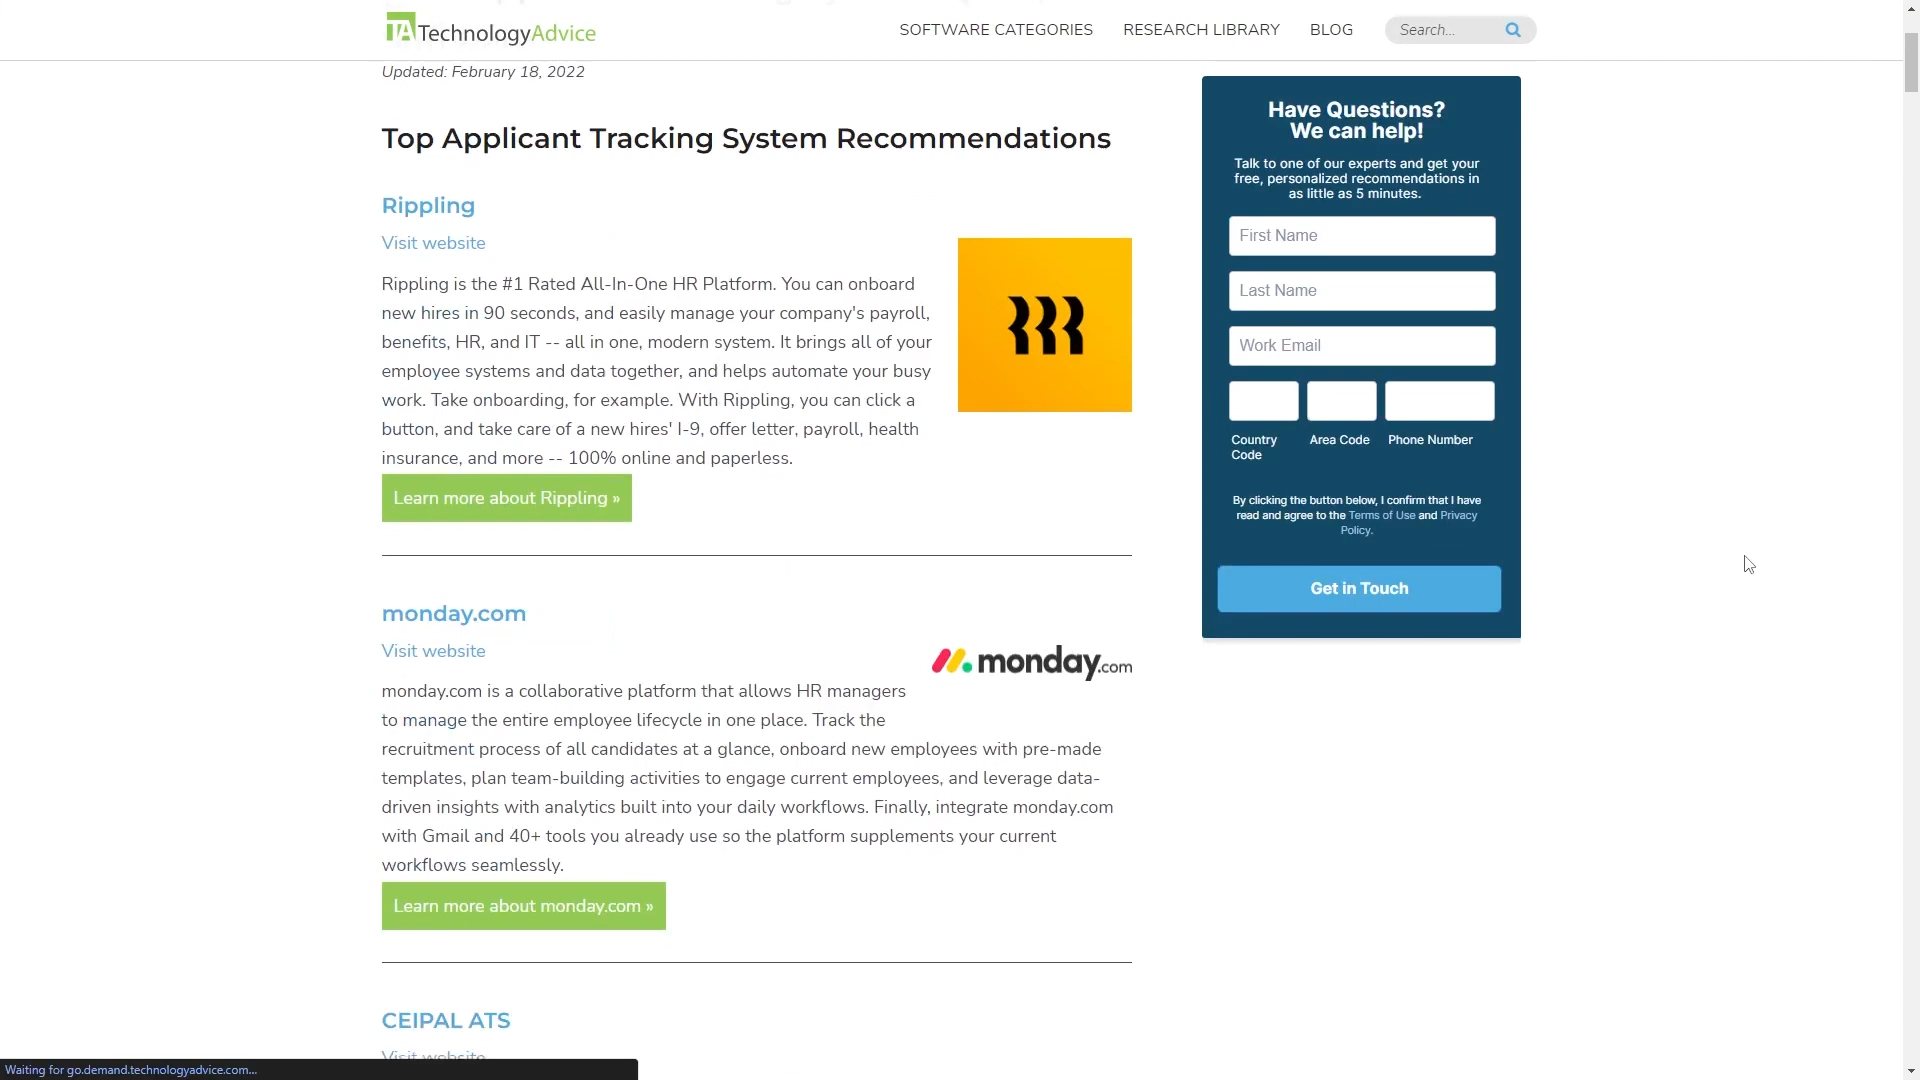 TA TechnologyAdvice
SOFTWARE CATEGORIES
RESEARCH LIBRARY
BLOG
Search...
Updated: February 18, 2022
Top Applicant Tracking System Recommendations
Rippling
Visit website
Rippling is the #1 Rated All-In-One HR Platform. You can onboard
new hires in 90 seconds, and easily manage your company's payroll,
benefits, HR, and IT -- all in one, modern system. It brings all of your
employee systems and data together, and helps automate your busy
work. Take onboarding, for example. With Rippling, you can click a
button, and take care of a new hires' I-9, offer letter, payroll, health
insurance, and more -- 100% online and paperless.
Learn more about Rippling »
monday.com
Visit website
monday.com
monday.com is a collaborative platform that allows HR managers
to manage the entire employee lifecycle in one place. Track the
recruitment process of all candidates at a glance, onboard new employees with pre-made
templates, plan team-building activities to engage current employees, and leverage data-
driven insights with analytics built into your daily workflows. Finally, integrate monday.com
with Gmail and 40+ tools you already use so the platform supplements your current
workflows seamlessly.
Learn more about monday.com »
CEIPAL ATS
Visit website
Have Questions?
We can help!
Talk to one of our experts and get your
free, personalized recommendations in
as little as 5 minutes.
First Name
Last Name
Work Email
Country
Code
Area Code
Phone Number
By clicking the button below, I confirm that I have
read and agree to the Terms of Use and Privacy
Policy.
Get in Touch
Waiting for go.demand.technologyadvice.com...